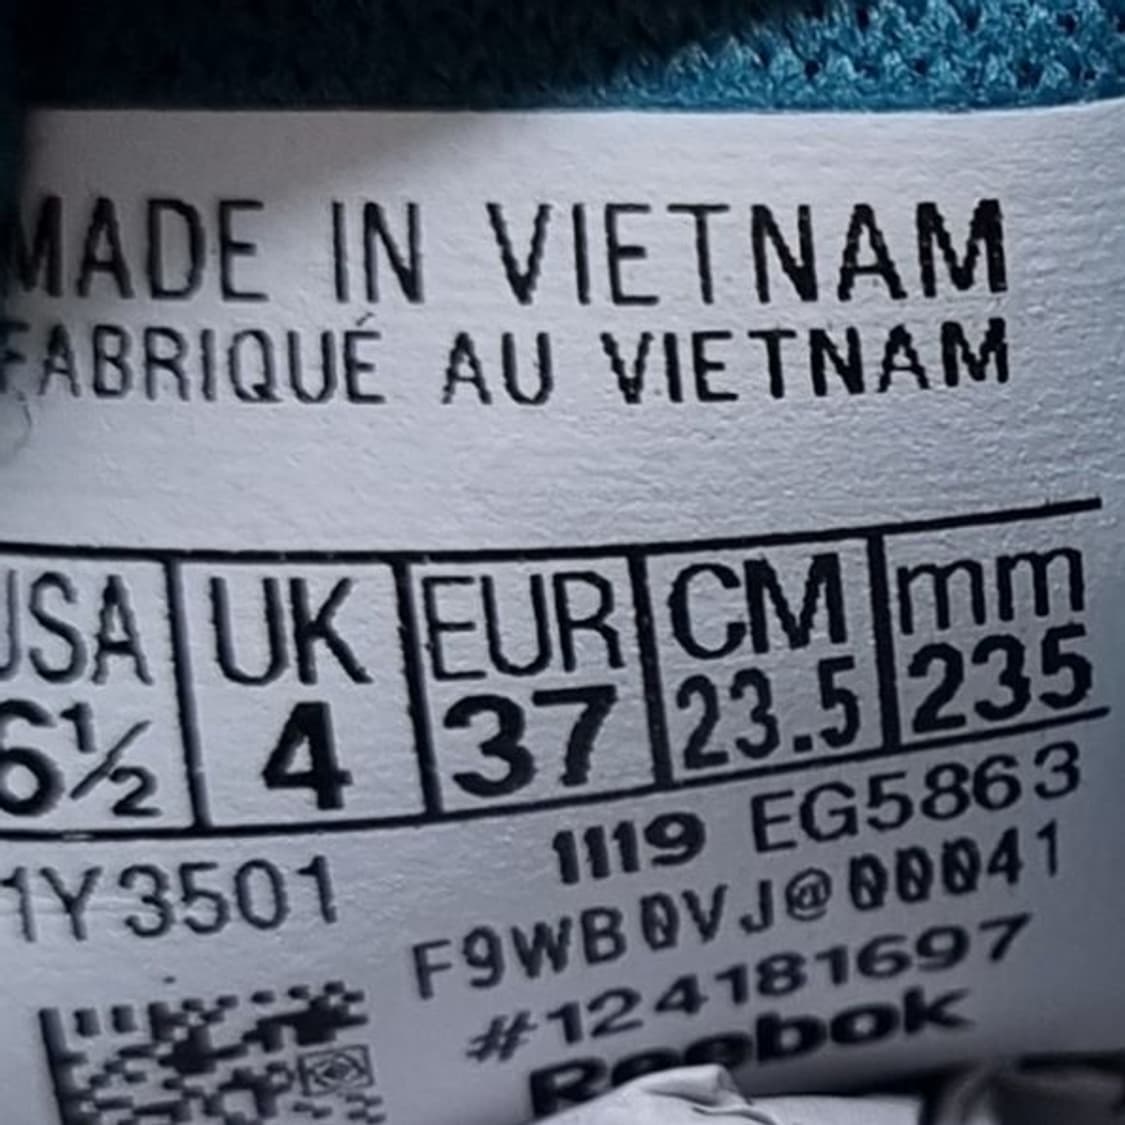 MADE IN VIETNAM
FABRIQUÉ AU VIETNAM
USA UK EUR CM mm
6½ 4 37 23.5 235
1119 EG5863
1Y3501
F9WB0VJ@00041
#124181697
Reebok